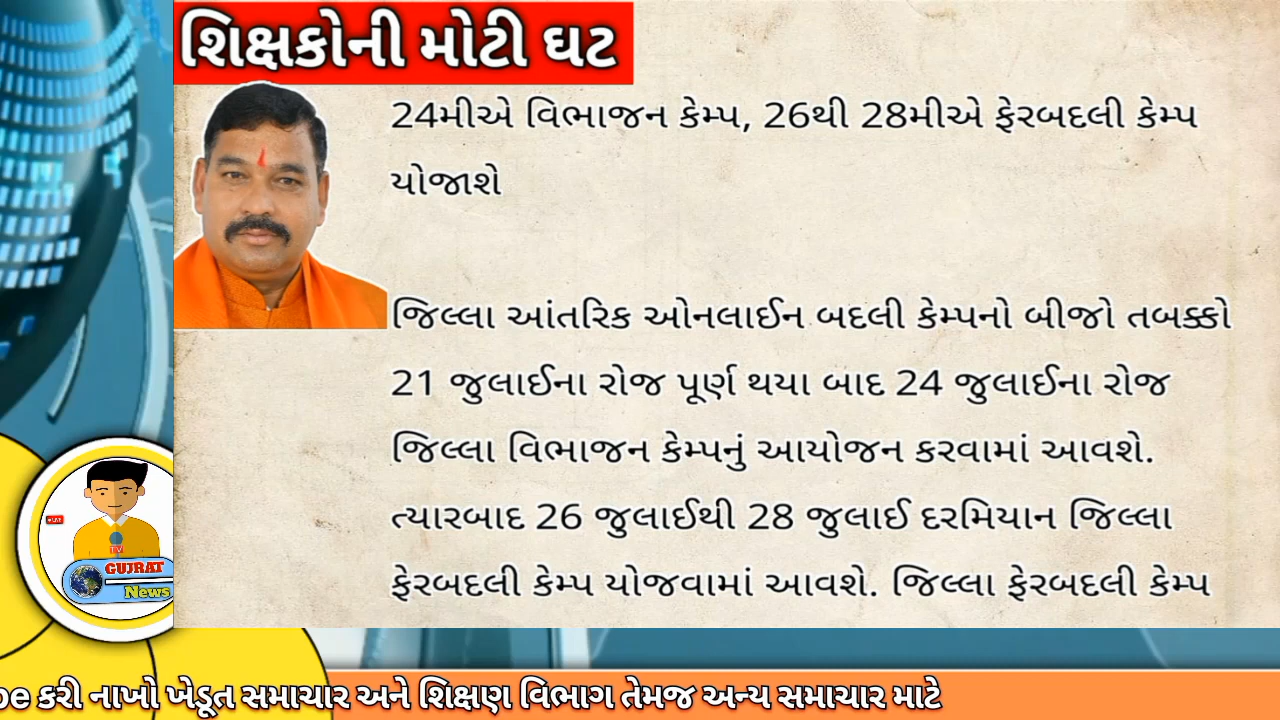 શિક્ષકોની મોટી ઘટ
24મીએ વિભાજન કેમ્પ, 26થી 28મીએ ફેરબદલી કેમ્પ
યોજાશે
જિલ્લા આંતરિક ઓનલાઈન બદલી કેમ્પનો બીજો તબક્કો
21 જુલાઈના રોજ પૂર્ણ થયા બાદ 24 જુલાઈના રોજ
જિલ્લા વિભાજન કેમ્પનું આયોજન કરવામાં આવશે.
ત્યારબાદ 26 જુલાઈથી 28 જુલાઈ દરમિયાન જિલ્લા
ફેરબદલી કેમ્પ યોજવામાં આવશે. જિલ્લા ફેરબદલી કેમ્પ
LIVE
TV
GUJRAT
News
કરી નાખો ખેડૂત સમાચાર અને શિક્ષણ વિભાગ તેમજ અન્ય સમાચાર માટે